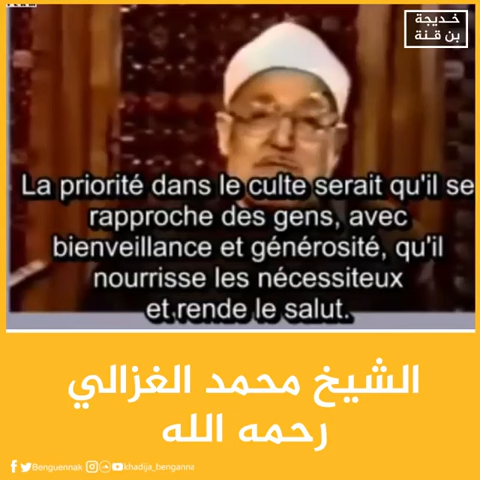 خديجة
بن قنة
La priorité dans le culte serait qu'il se
rapproche des gens, avec
bienveillance et générosité, qu'il
nourrisse les nécessiteux
et rende le salut.
الشيخ محمد الغزالي
رحمه الله
Benguennak
khadija_benganna